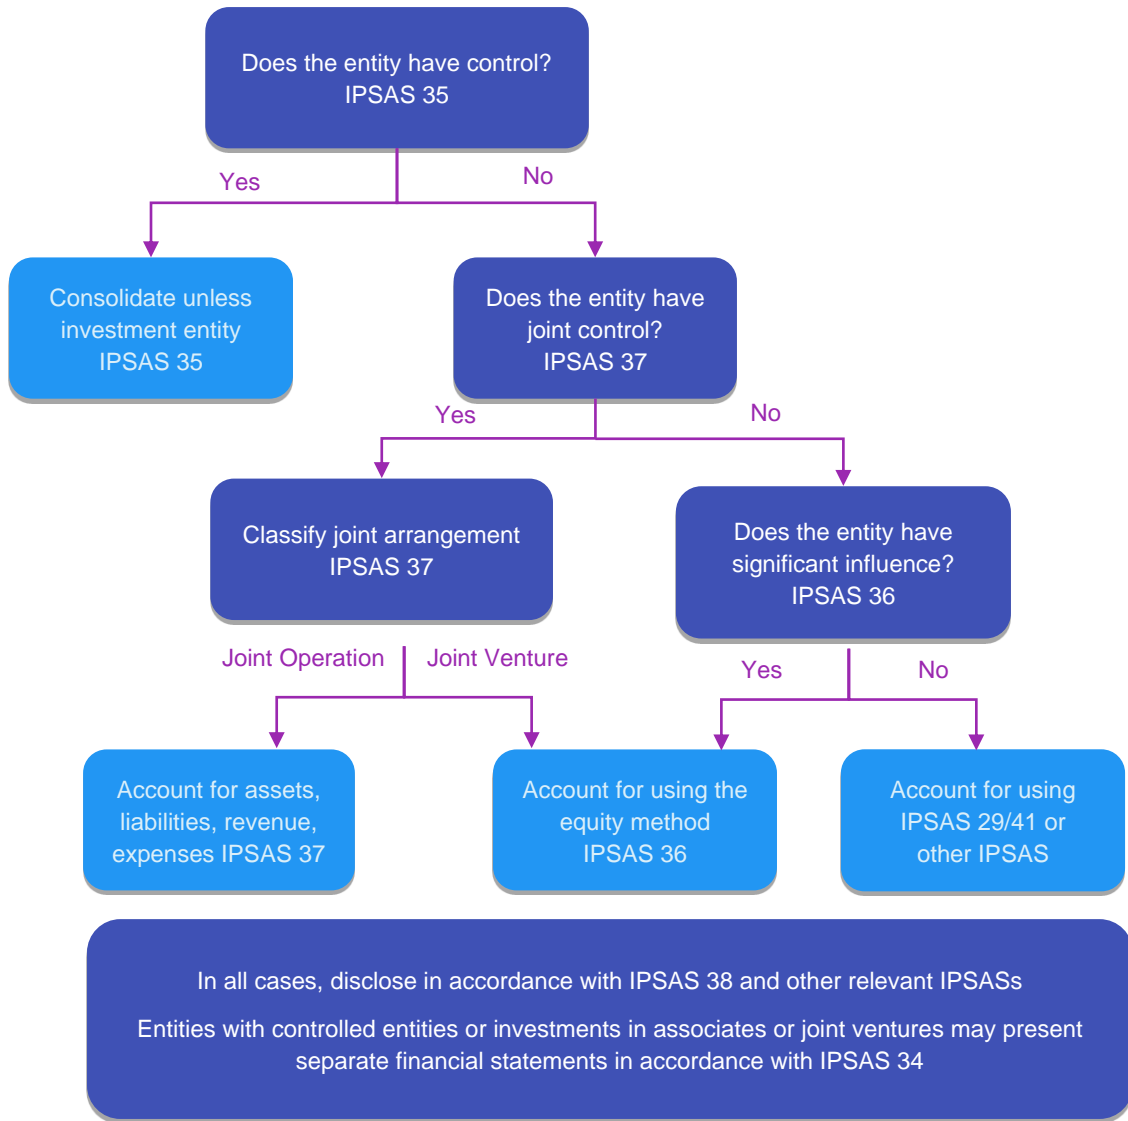 Does the entity have control?
IPSAS 35
Yes
No
Consolidate unless
investment entity
IPSAS 35
Does the entity have
joint control?
IPSAS 37
Yes
No
Classify joint arrangement
IPSAS 37
Does the entity have
significant influence?
IPSAS 36
Joint Operation
Joint Venture
Yes
No
Account for assets,
liabilities, revenue,
expenses IPSAS 37
Account for using the
equity method
IPSAS 36
Account for using
IPSAS 29/41 or
other IPSAS
In all cases, disclose in accordance with IPSAS 38 and other relevant IPSASs
Entities with controlled entities or investments in associates or joint ventures may present
separate financial statements in accordance with IPSAS 34